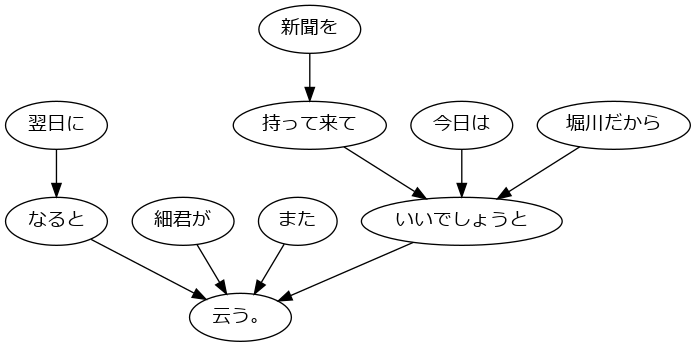 新聞を
翌日に
持って来て
今日は
堀川だから
なると
細君が
また
いいでしょうと
云う。